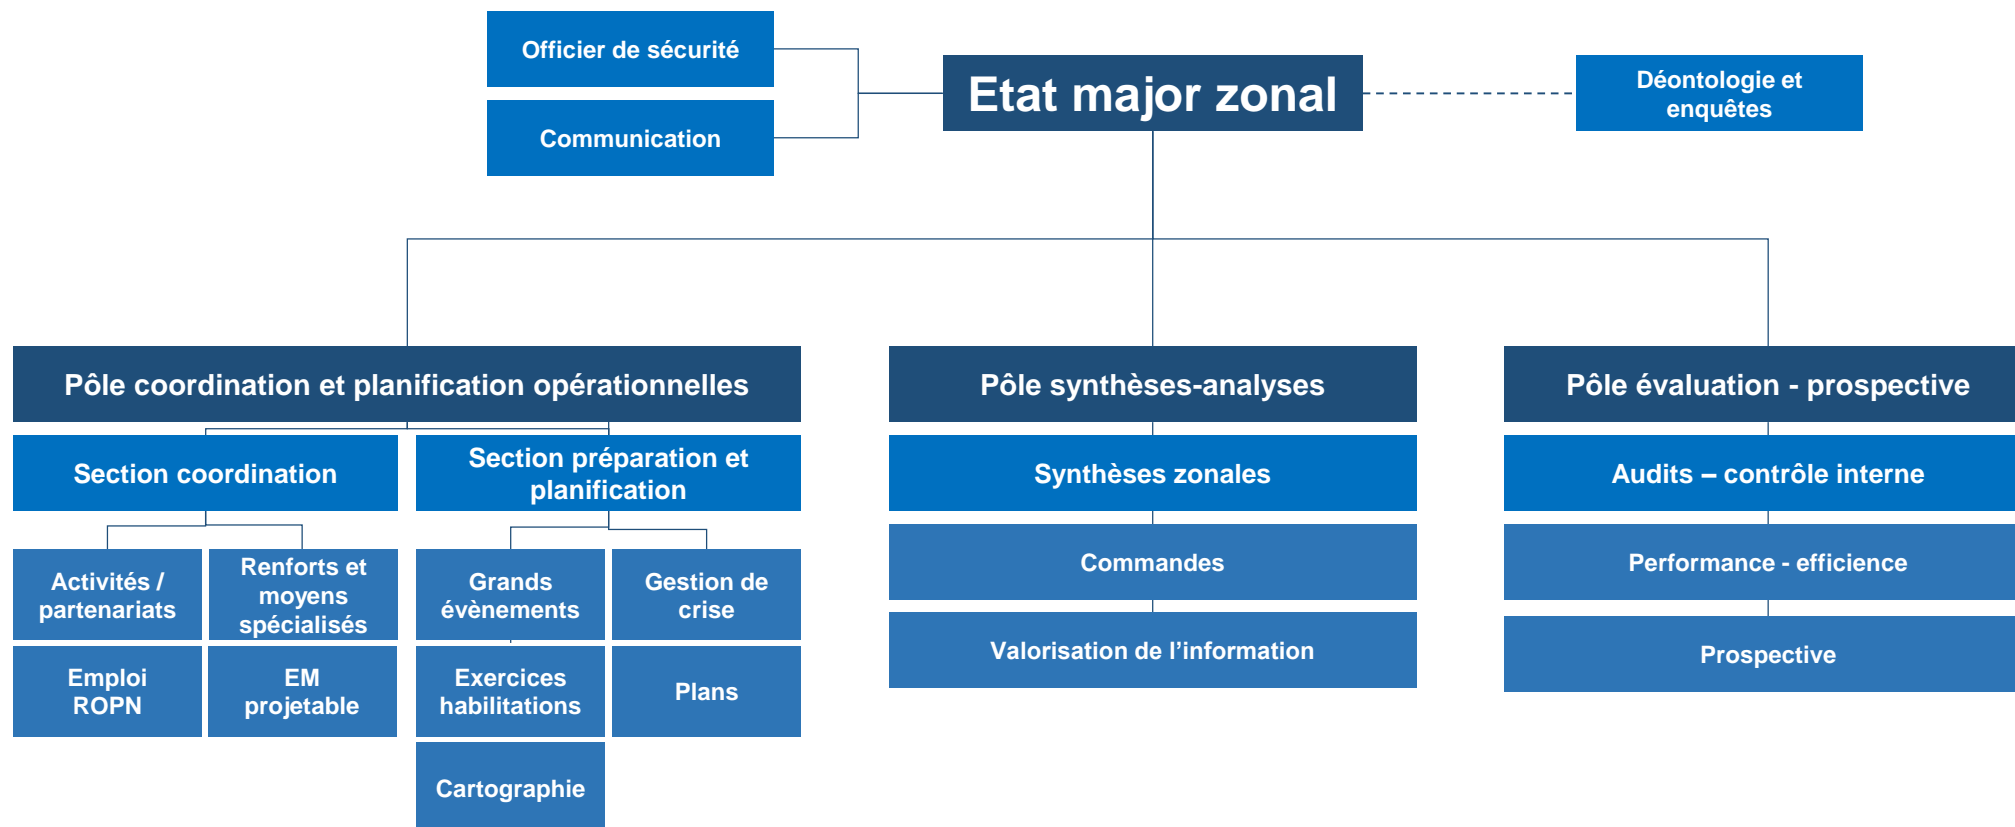 Officier de sécurité
Communication
Etat major zonal
Déontologie et
enquêtes
Pôle coordination et planification opérationnelles
Section coordination
Section préparation et
planification
Activités /
partenariats
Renforts et
moyens
spécialisés
Grands
évènements
Gestion de
crise
Emploi
ROPN
EM
projetable
Exercices
habilitations
Plans
Cartographie
Pôle synthèses-analyses
Synthèses zonales
Commandes
Valorisation de l’information
Pôle évaluation - prospective
Audits – contrôle interne
Performance - efficience
Prospective